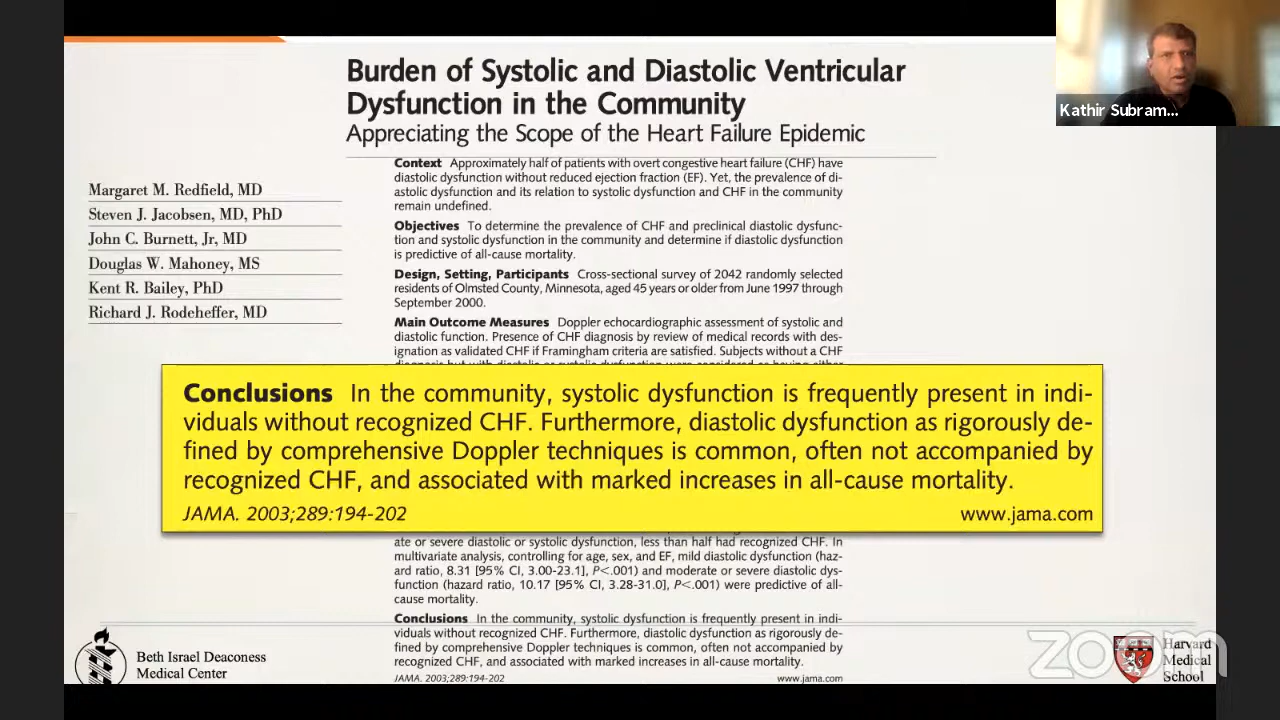 Burden of Systolic and Diastolic Ventricular
Dysfunction in the Community
Appreciating the Scope of the Heart Failure Epidemic
Kathir Subram...
Margaret M. Redfield, MD
Steven J. Jacobsen, MD, PhD
John C. Burnett, Jr, MD
Douglas W. Mahoney, MS
Kent R. Bailey, PhD
Richard J. Rodeheffer, MD
Context Approximately half of patients with overt congestive heart failure (CHF) have
diastolic dysfunction without reduced ejection fraction (EF). Yet, the prevalence of di-
astolic dysfunction and its relation to systolic dysfunction and CHF in the community
remain undefined.
Objectives To determine the prevalence of CHF and preclinical diastolic dysfunc-
tion and systolic dysfunction in the community and determine if diastolic dysfunction
is predictive of all-cause mortality.
Design, Setting, Participants Cross-sectional survey of 2042 randomly selected
residents of Olmsted County, Minnesota, aged 45 years or older from June 1997 through
September 2000.
Main Outcome Measures Doppler echocardiographic assessment of systolic and
diastolic function. Presence of CHF diagnosis by review of medical records with des-
ignation as validated CHF if Framingham criteria are satisfied. Subjects without a CHF
Conclusions In the community, systolic dysfunction is frequently present in indi-
viduals without recognized CHF. Furthermore, diastolic dysfunction as rigorously de-
fined by comprehensive Doppler techniques is common, often not accompanied by
recognized CHF, and associated with marked increases in all-cause mortality.
JAMA. 2003;289:194-202 www.jama.com
ate or severe diastolic or systolic dysfunction, less than half had recognized CHF. In
multivariate analysis, controlling for age, sex, and EF, mild diastolic dysfunction (haz-
ard ratio, 8.31 [95% CI, 3.00-23.1], P<.001) and moderate or severe diastolic dys-
function (hazard ratio, 10.17 [95% CI, 3.28-31.0], P<.001) were predictive of all-
cause mortality.
Conclusions In the community, systolic dysfunction is frequently present in indi-
viduals without recognized CHF. Furthermore, diastolic dysfunction as rigorously de-
fined by comprehensive Doppler techniques is common, often not accompanied by
recognized CHF, and associated with marked increases in all-cause mortality.
JAMA. 2003;289:194-202 www.jama.com
Beth Israel Deaconess
Medical Center
zoom
Harvard
Medical
School